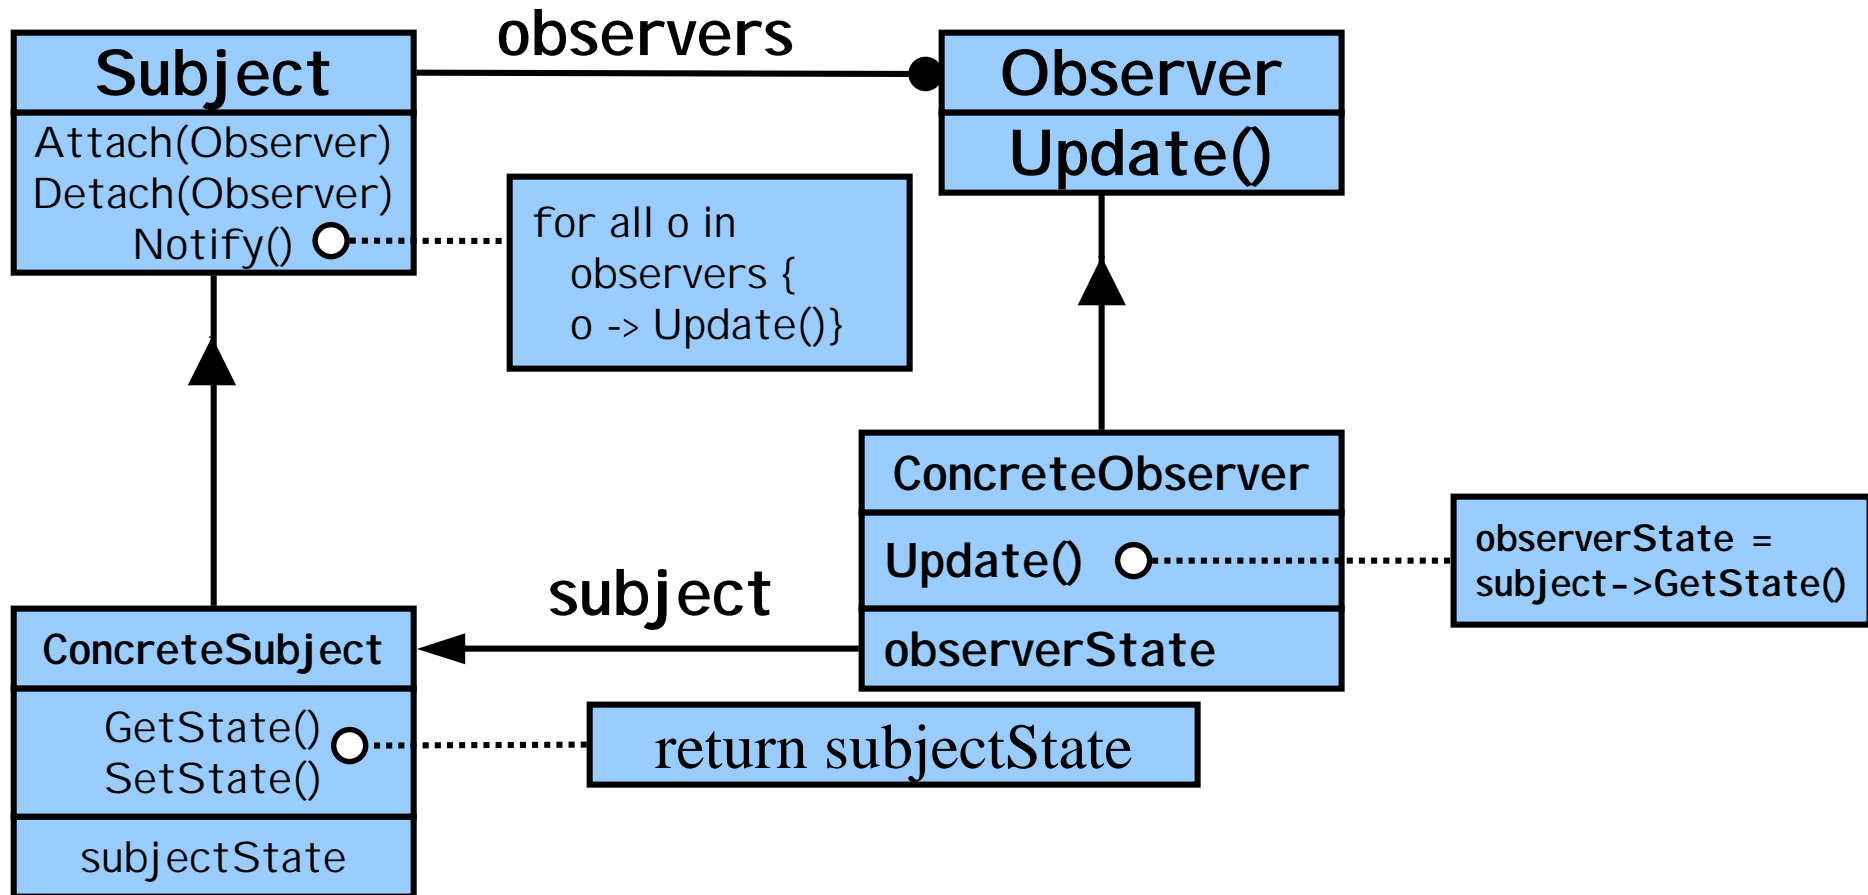 observers
Subject
Attach(Observer)
Detach(Observer)
Notify()
for all o in
observers {
o -> Update()}
Observer
Update()
ConcreteObserver
Update()
observerState
observerState =
subject->GetState()
subject
ConcreteSubject
GetState()
SetState()
subjectState
return subjectState